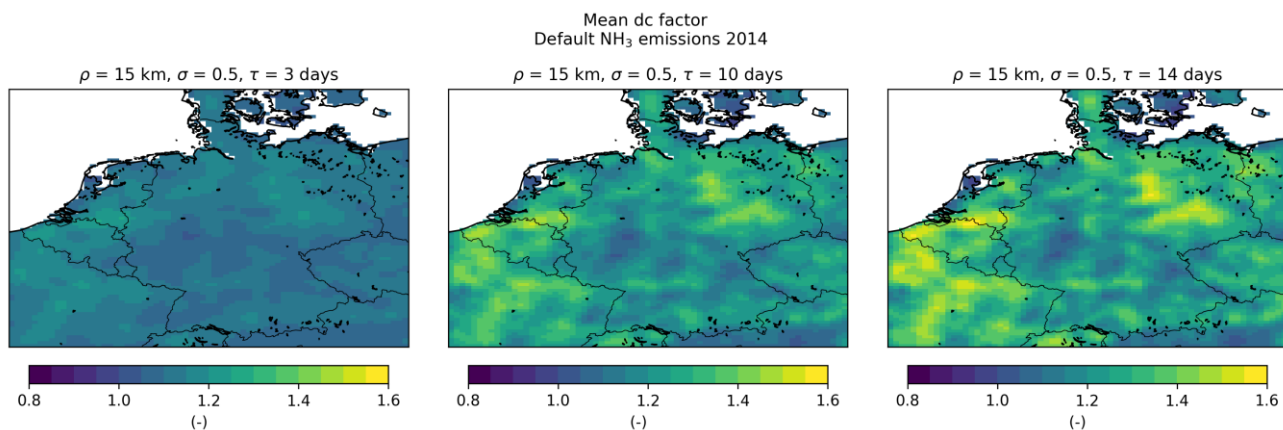 Mean dc factor
Default NH₃ emissions 2014
ρ = 15 km, σ = 0.5, τ = 3 days
ρ = 15 km, σ = 0.5, τ = 10 days
ρ = 15 km, σ = 0.5, τ = 14 days
0.8 1.0 1.2 1.4 1.6
(-)
0.8 1.0 1.2 1.4 1.6
(-)
0.8 1.0 1.2 1.4 1.6
(-)